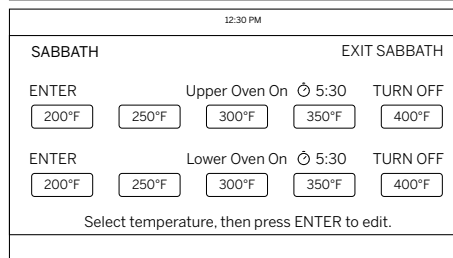 12:30 PM
SABBATH EXIT SABBATH
ENTER Upper Oven On 5:30 TURN OFF
200°F 250°F 300°F 350°F 400°F
ENTER Lower Oven On 5:30 TURN OFF
200°F 250°F 300°F 350°F 400°F
Select temperature, then press ENTER to edit.